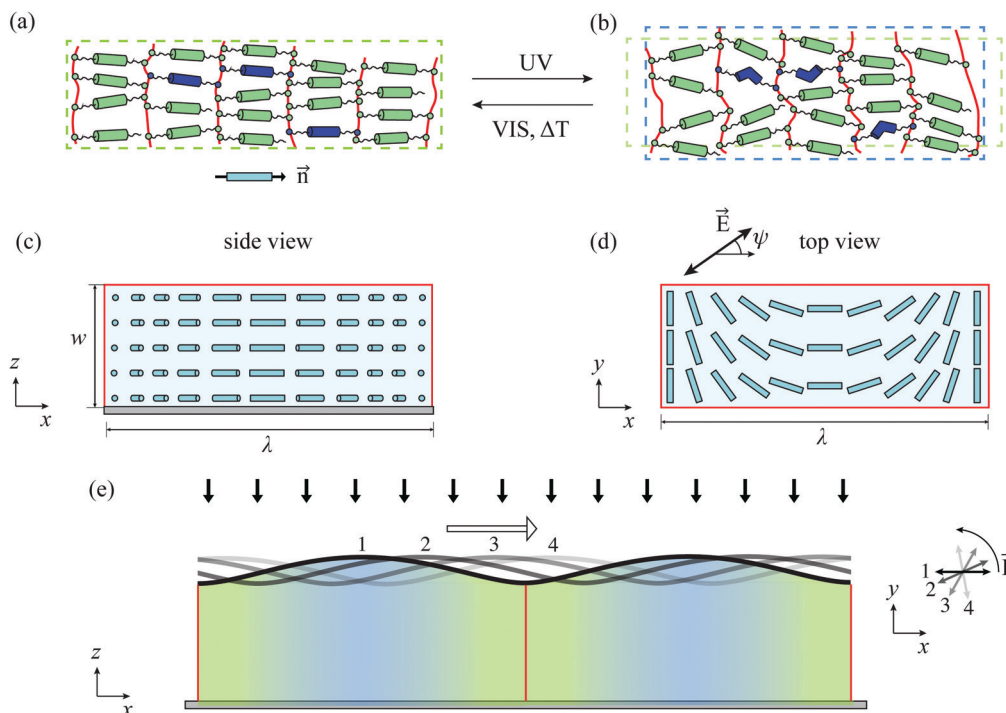 (a)
(b)
UV
VIS, ΔT
n⃗
(c)
side view
(d)
E⃗
ψ
top view
w
z
x
λ
y
x
λ
(e)
1 2 3 4
1
2
3
4
y
x
z
x